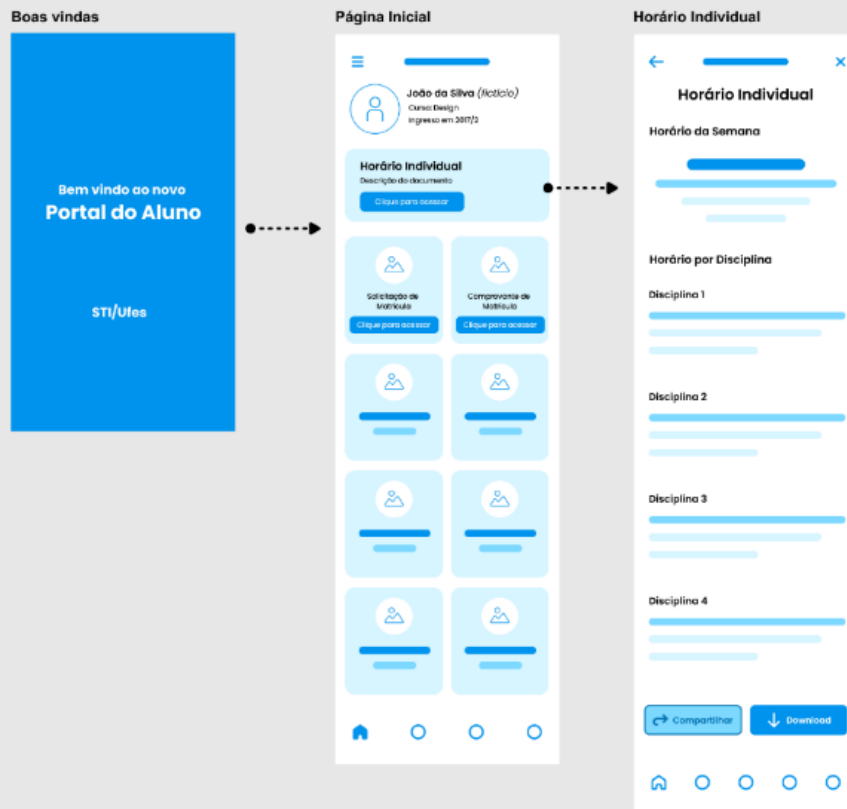 Boas vindas
Bem vindo ao novo
Portal do Aluno
STI/Ufes
Página Inicial
João da Silva (fictício)
Curso: Design
Ingresso em 2017/2
Horário Individual
Descrição do documento
Clique para acessar
Solicitação de
Matrícula
Clique para acessar
Comprovante de
Matrícula
Clique para acessar
Horário Individual
Horário Individual
Horário da Semana
Horário por Disciplina
Disciplina 1
Disciplina 2
Disciplina 3
Disciplina 4
Compartilhar
Download